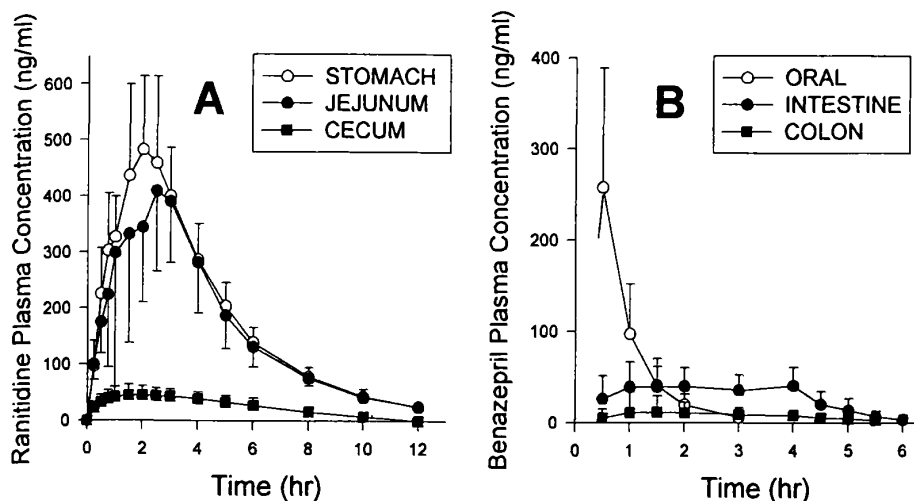 Ranitidine Plasma Concentration (ng/ml)
600
500
400
300
200
100
0
A
STOMACH
JEJUNUM
CECUM
0 2 4 6 8 10 12
Time (hr)
Benazepril Plasma Concentration (ng/ml)
400
300
200
100
0
B
ORAL
INTESTINE
COLON
0 1 2 3 4 5 6
Time (hr)